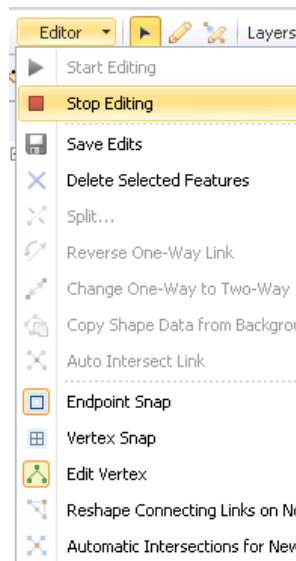 Editor Layers
Start Editing
Stop Editing
Save Edits
Delete Selected Features
Split...
Reverse One-Way Link
Change One-Way to Two-Way
Copy Shape Data from Backgrou
Auto Intersect Link
Endpoint Snap
Vertex Snap
Edit Vertex
Reshape Connecting Links on Ne
Automatic Intersections for New